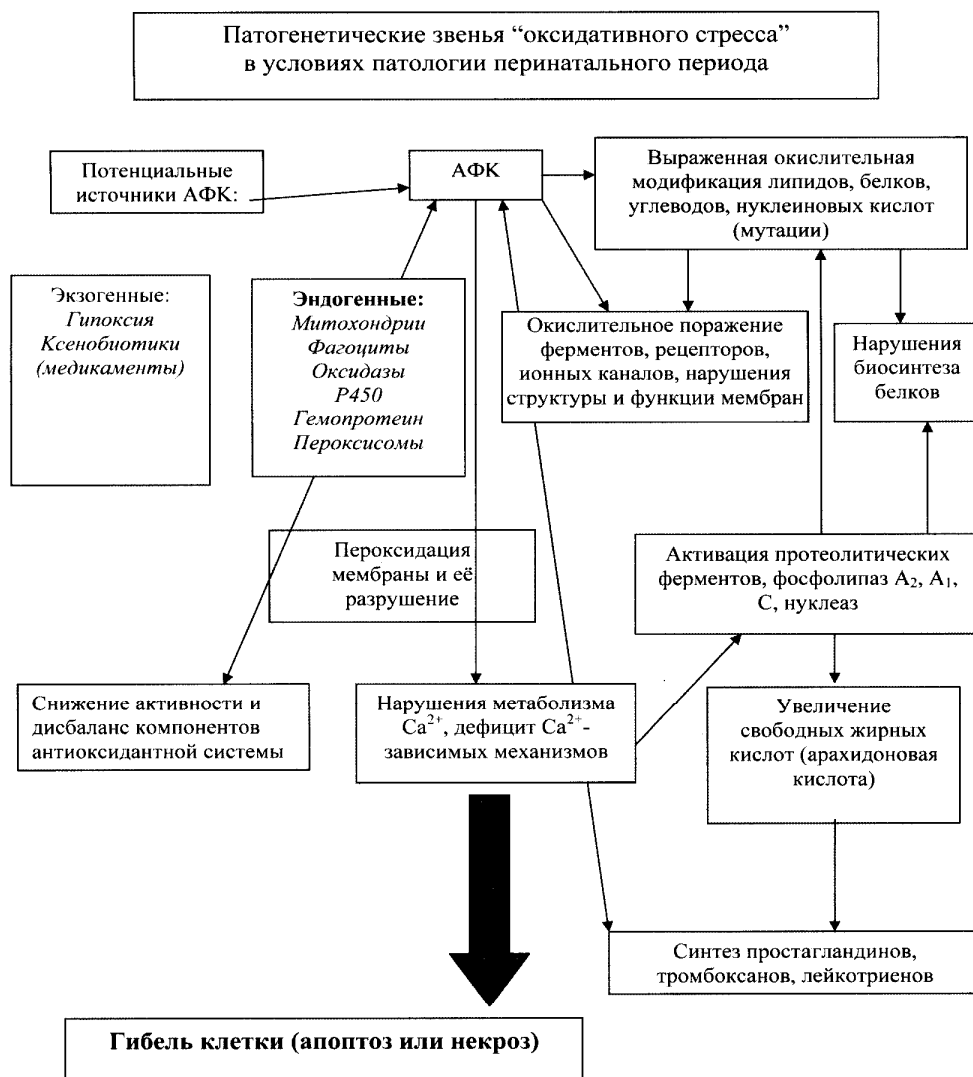 Патогенетические звенья “оксидативного стресса”
в условиях патологии перинатального периода
Потенциальные
источники АФК:
АФК
Выраженная окислительная
модификация липидов, белков,
углеводов, нуклеиновых кислот
(мутации)
Экзогенные:
Гипоксия
Ксенобиотики
(медикаменты)
Эндогенные:
Митохондрии
Фагоциты
Оксидазы
Р450
Гемопротеин
Пероксисомы
Окислительное поражение
ферментов, рецепторов,
ионных каналов, нарушения
структуры и функции мембран
Нарушения
биосинтеза
белков
Пероксидация
мембраны и её
разрушение
Активация протеолитических
ферментов, фосфолипаз А₂, А₁,
С, нуклеаз
Снижение активности и
дисбаланс компонентов
антиоксидантной системы
Нарушения метаболизма
Ca²⁺, дефицит Ca²⁺-
зависимых механизмов
Увеличение
свободных жирных
кислот (арахидоновая
кислота)
Синтез простагландинов,
тромбоксанов, лейкотриенов
Гибель клетки (апоптоз или некроз)